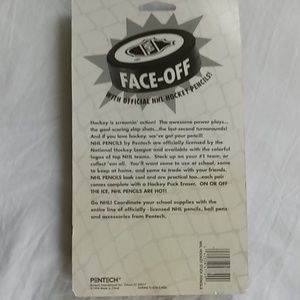 FACE-OFF
WITH OFFICIAL NHL HOCKEY PENCILS!
Hockey is screamin' action! The awesome power plays...
the goal-scoring slap shots...the last second turnarounds!
And if you love hockey, we've got your pencil!
NHL PENCILS by Pentech are officially licensed by the
National Hockey League and available with the colorful
logos of top NHL teams. Stock up on your #1 team, or
collect 'em all. You'll want some to use at school, some
to keep at home, and some to trade with your friends.
NHL PENCILS look cool and are practical too...each pair
comes complete with a Hockey Puck Eraser. ON OR OFF
THE ICE, NHL PENCILS ARE HOT!
Go NHL! Coordinate your school supplies with the
entire line of officially-licensed NHL pencils, ball pens
and accessories from Pentech.
PENTECH